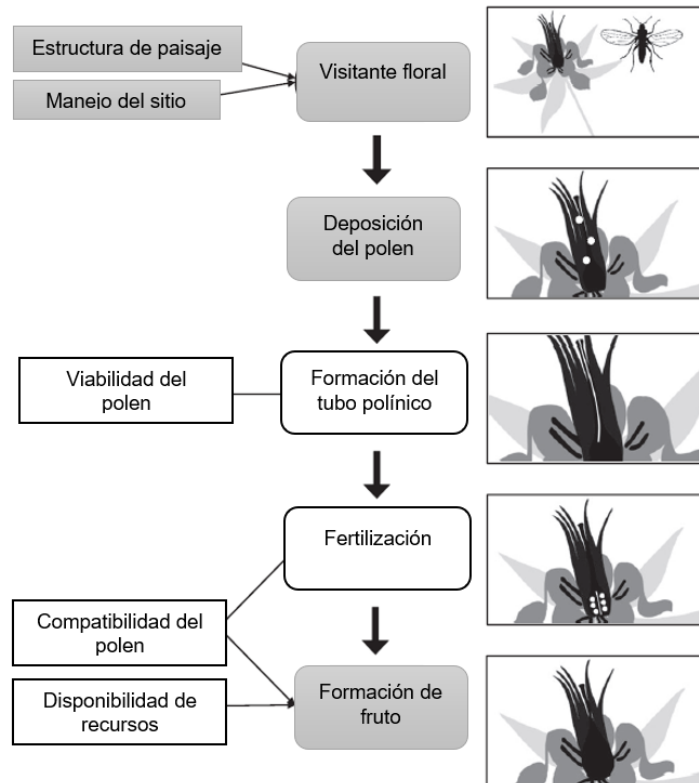 Estructura de paisaje
Manejo del sitio
Visitante floral
Deposición
del polen
Viabilidad del
polen
Formación del
tubo polínico
Fertilización
Compatibilidad del
polen
Disponibilidad de
recursos
Formación de
fruto